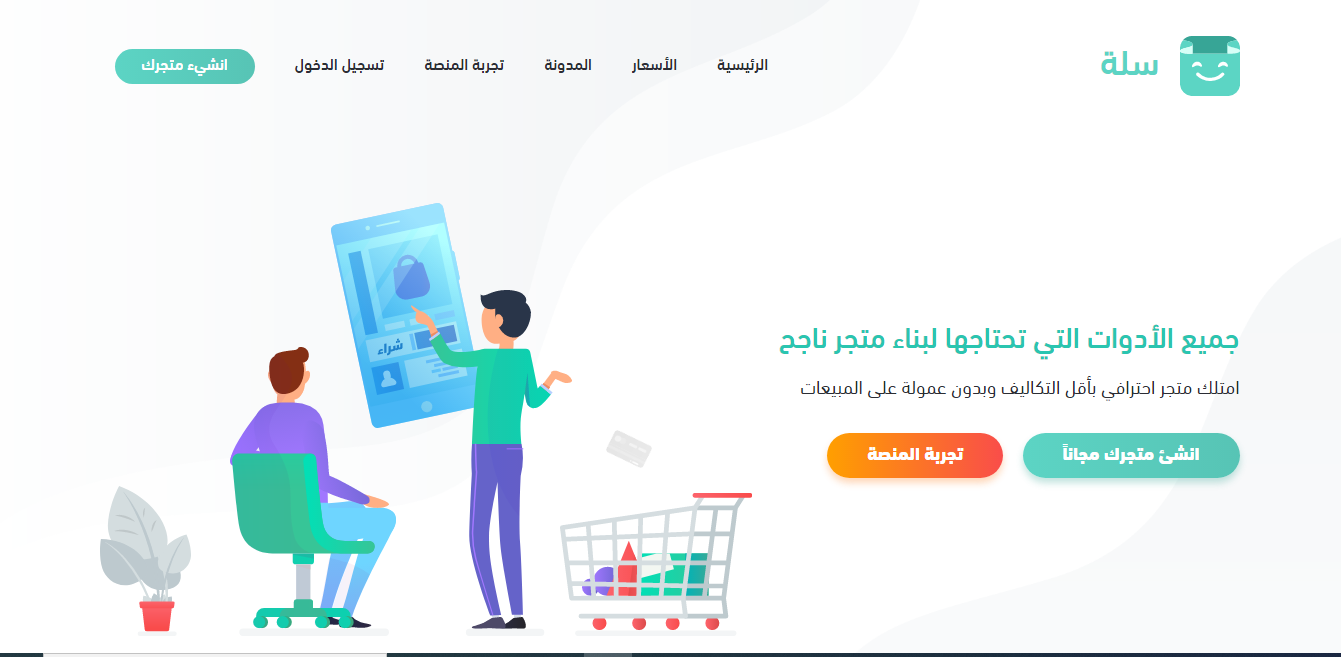 سلة
الرئيسية
الأسعار
المدونة
تجربة المنصة
تسجيل الدخول
انشيء متجرك
جميع الأدوات التي تحتاجها لبناء متجر ناجح
امتلك متجر احترافي بأقل التكاليف وبدون عمولة على المبيعات
انشئ متجرك مجاناً
تجربة المنصة
شراء